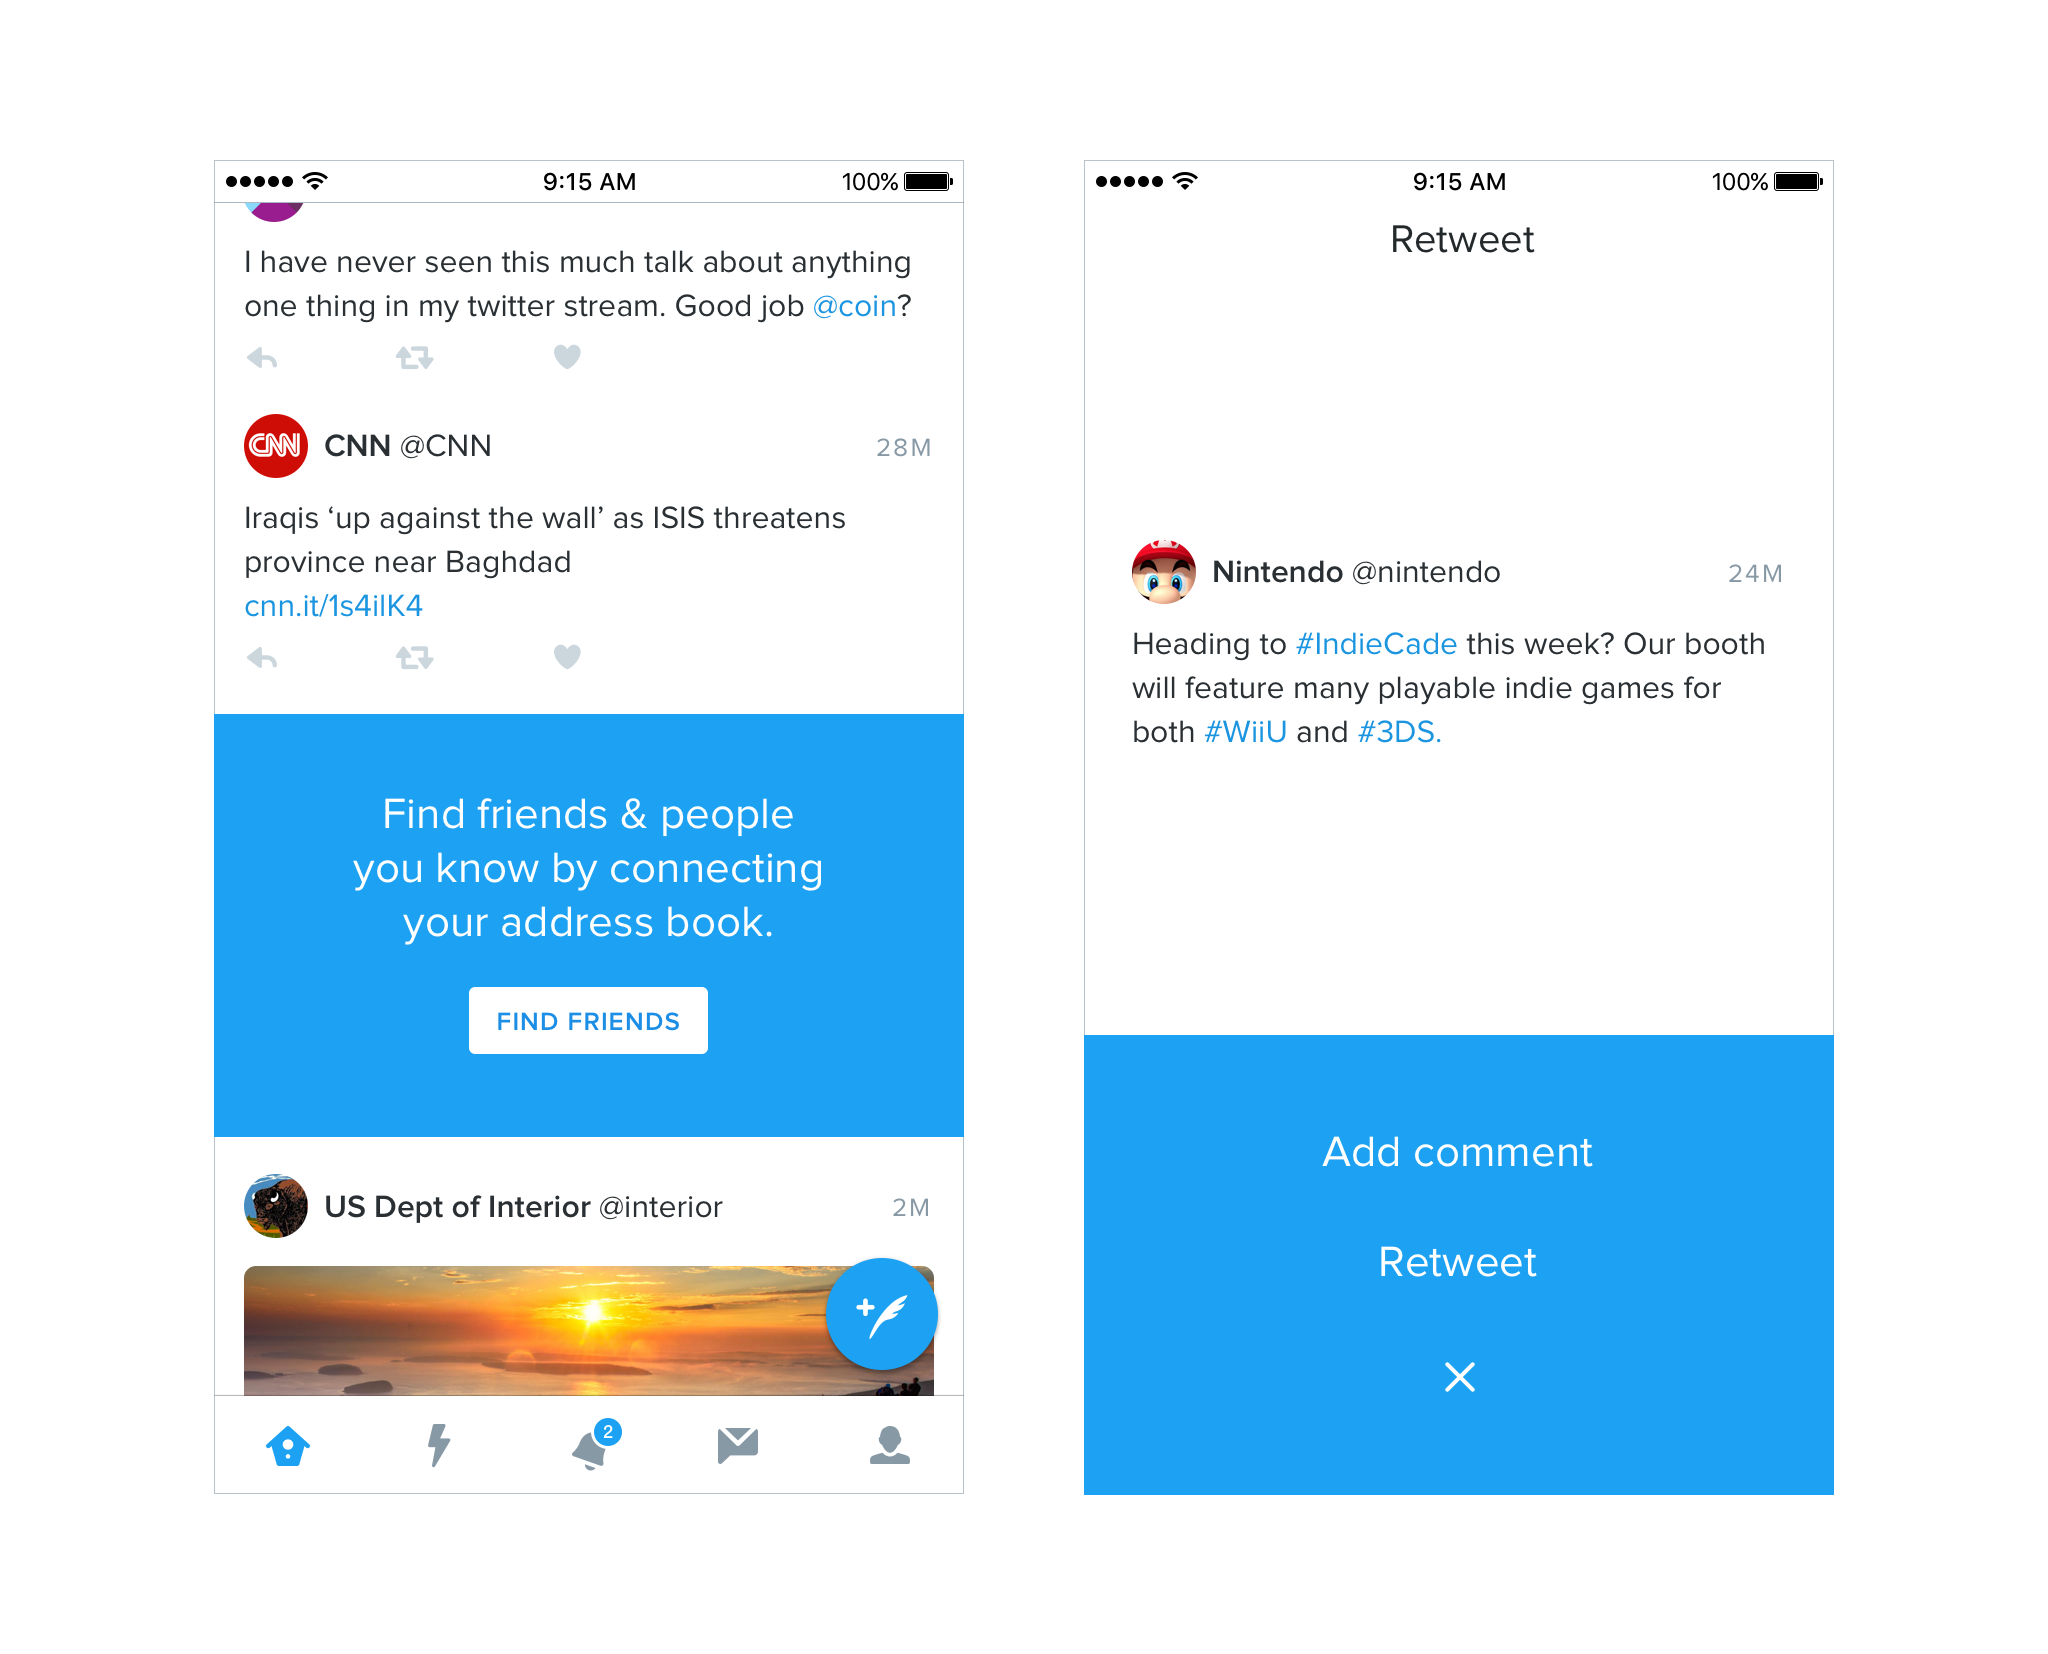 9:15 AM
100%
I have never seen this much talk about anything
one thing in my twitter stream. Good job @coin?
CNN
CNN @CNN
28M
Iraqis ‘up against the wall’ as ISIS threatens
province near Baghdad
cnn.it/1s4ilK4
Find friends & people
you know by connecting
your address book.
FIND FRIENDS
US Dept of Interior @interior
2M
2
9:15 AM
100%
Retweet
Nintendo @nintendo
24M
Heading to #IndieCade this week? Our booth
will feature many playable indie games for
both #WiiU and #3DS.
Add comment
Retweet